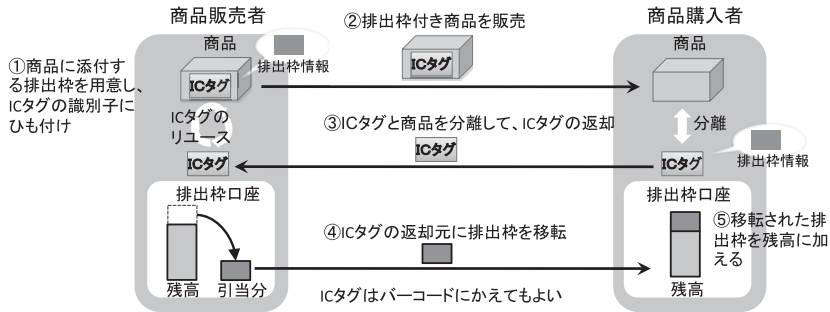 商品販売者
商品購入者
商品
②排出枠付き商品を販売
商品
①商品に添付す
る排出枠を用意し、
ICタグの識別子に
ひも付け
ICタグ
排出枠情報
ICタグ
ICタグの
リユース
③ICタグと商品を分離して、ICタグの返却
分離
ICタグ
ICタグ
ICタグ
排出枠情報
排出枠口座
排出枠口座
④ICタグの返却元に排出枠を移転
⑤移転された排
出枠を残高に加
える
残高
引当分
残高
ICタグはバーコードにかえてもよい